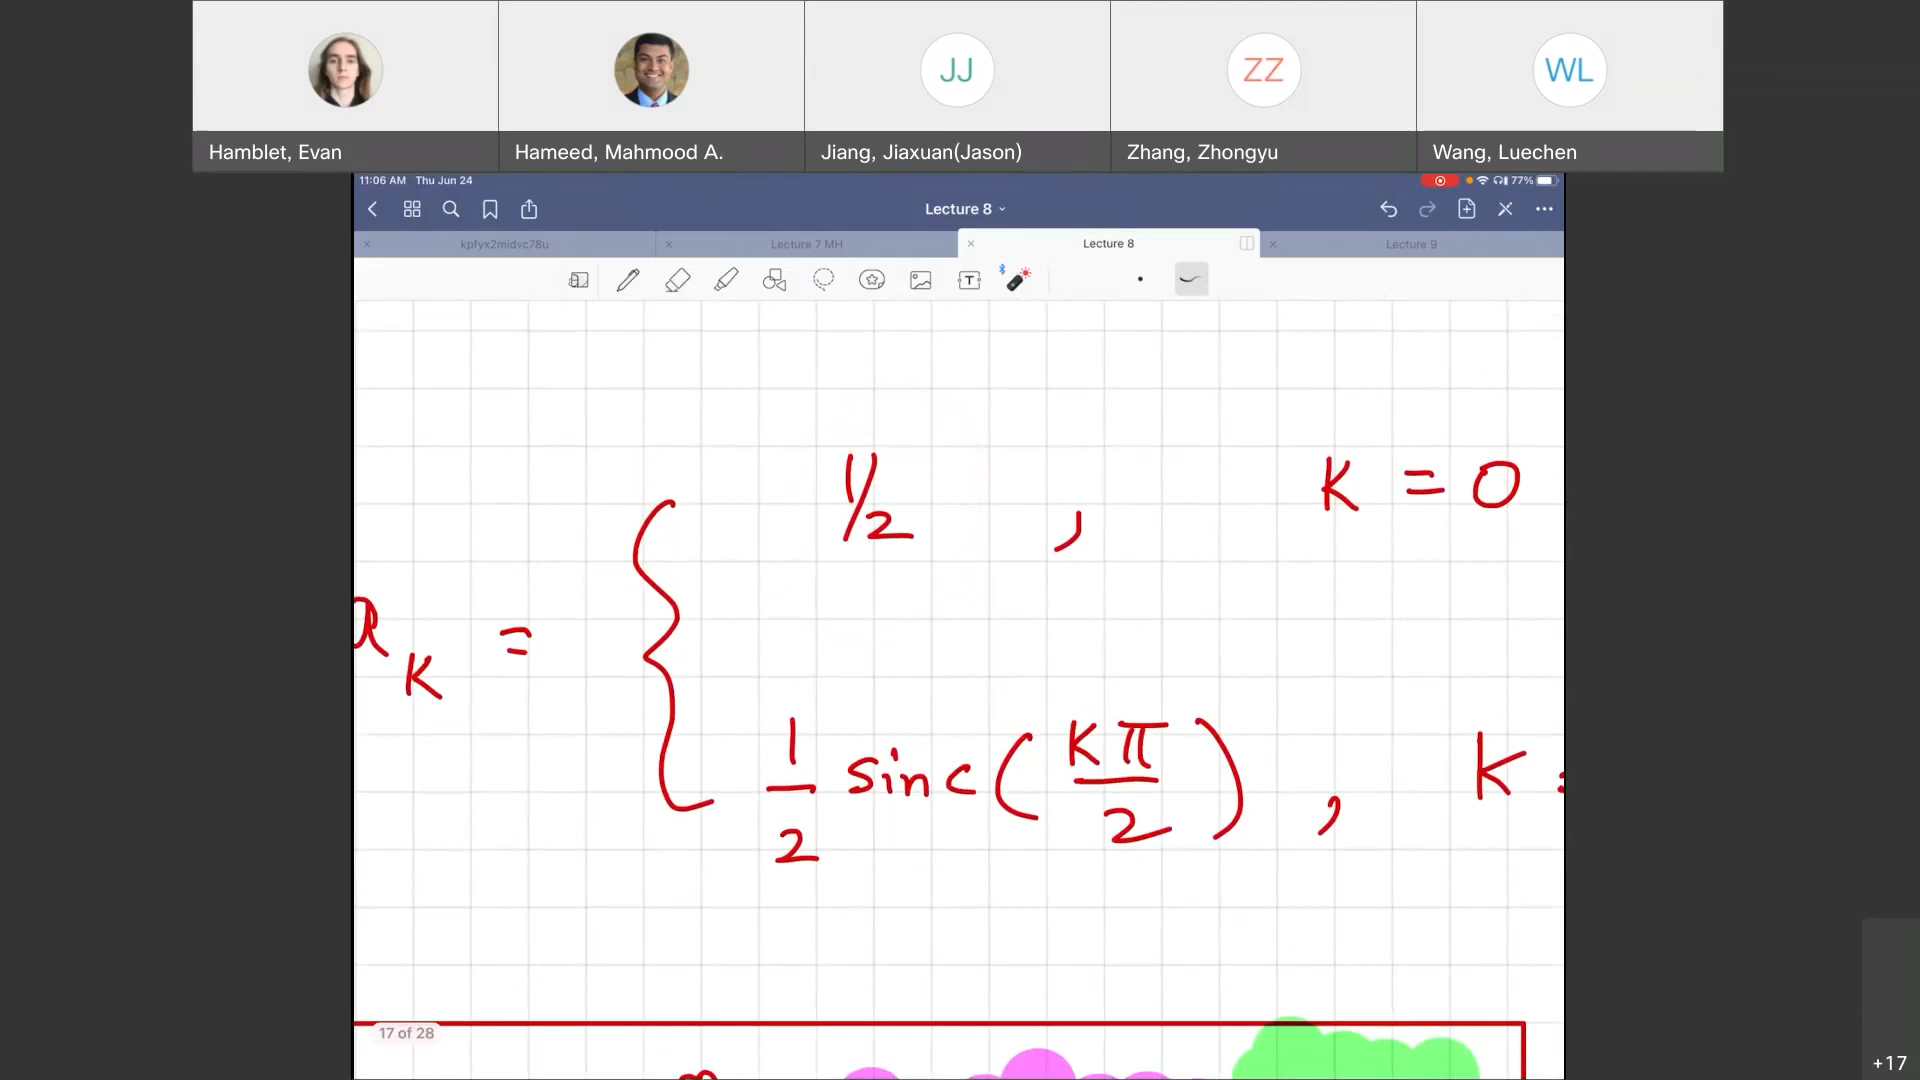 JJ
ZZ
WL
Hamblet, Evan
Hameed, Mahmood A.
Jiang, Jiaxuan(Jason)
Zhang, Zhongyu
Wang, Luechen
11:06 AM Thu Jun 24
77%
Lecture 8
kpfyx2midvc78u
Lecture 7 MH
Lecture 8
Lecture 9
T
1/2 , K = 0
a_K =
1/2 sinc(Kπ/2), K
17 of 28
+17